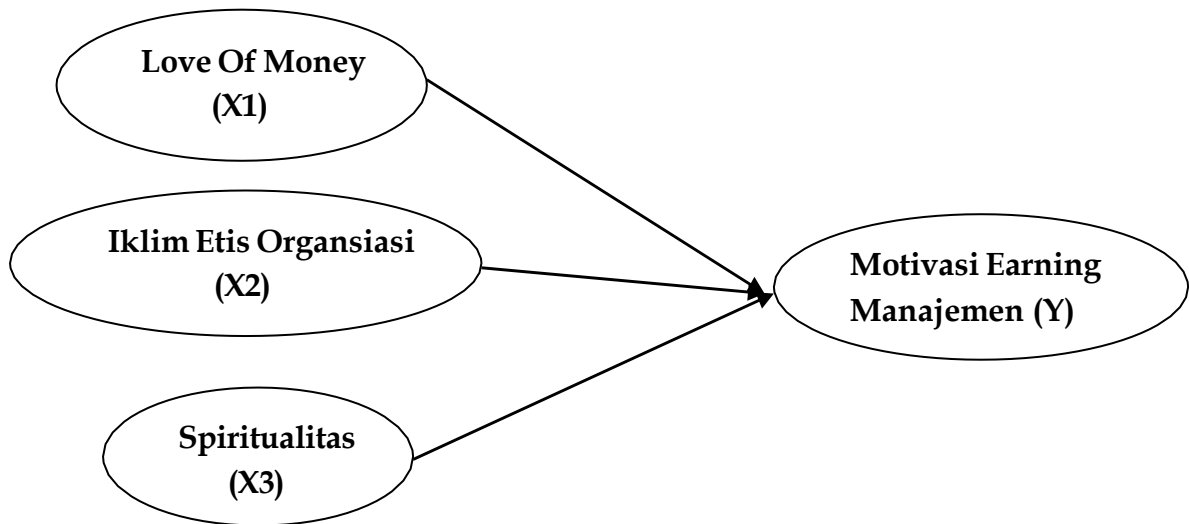 Love Of Money
(X1)
Iklim Etis Organsiasi
(X2)
Motivasi Earning
Manajemen (Y)
Spiritualitas
(X3)